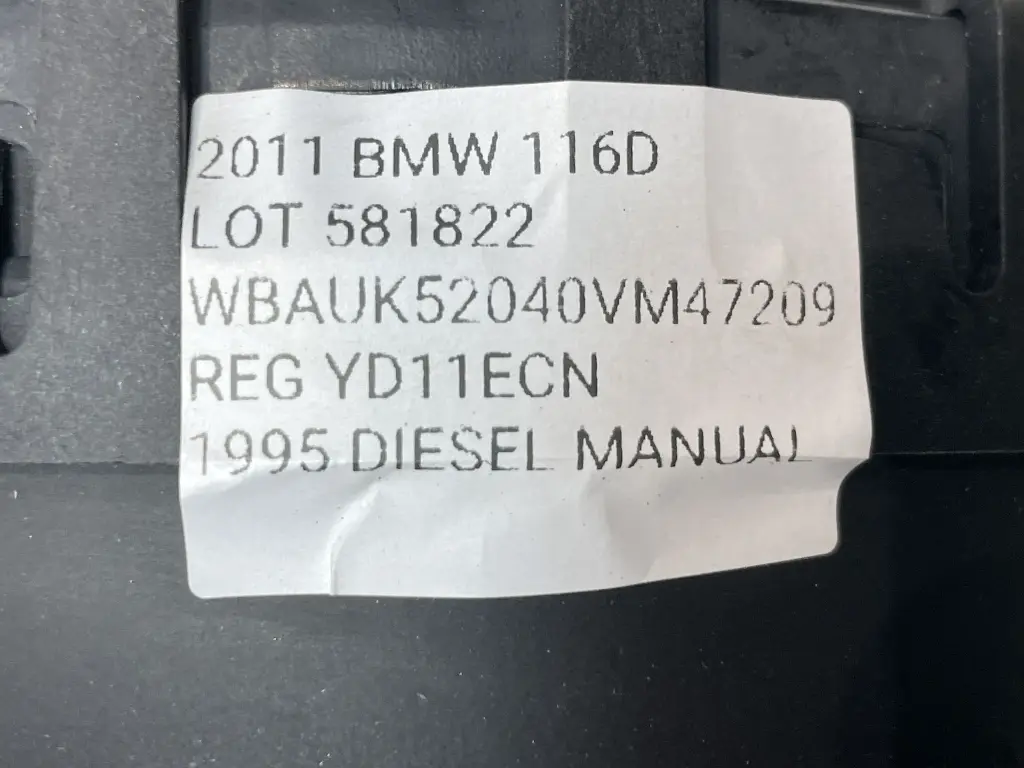 2011 BMW 116D
LOT 581822
WBAUK52040VM47209
REG YD11ECN
1995 DIESEL MANUAL